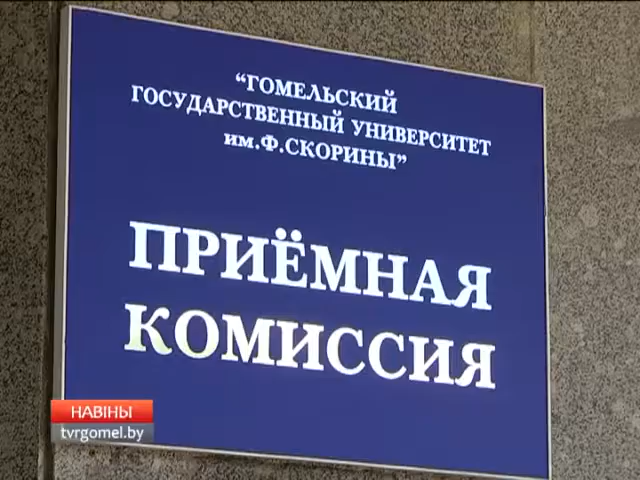 “ГОМЕЛЬСКИЙ
ГОСУДАРСТВЕННЫЙ УНИВЕРСИТЕТ
им.Ф.СКОРИНЫ”
ПРИЁМНАЯ
КОМИССИЯ
НАВІНЫ
tvrgomel.by